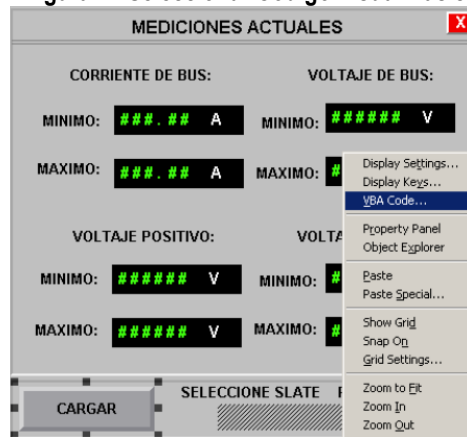 MEDICIONES ACTUALES X
CORRIENTE DE BUS: VOLTAJE DE BUS:
MINIMO: ###.## A MINIMO: ###### V
MAXIMO: ###.## A MAXIMO: #
VOLTAJE POSITIVO: VOLTA
MINIMO: ###### V MINIMO: #
MAXIMO: ###### V MAXIMO: #
CARGAR SELECCIONE SLATE
Display Settings...
Display Keys...
VBA Code...
Property Panel
Object Explorer
Paste
Paste Special...
Show Grid
Snap On
Grid Settings...
Zoom to Fit
Zoom In
Zoom Out